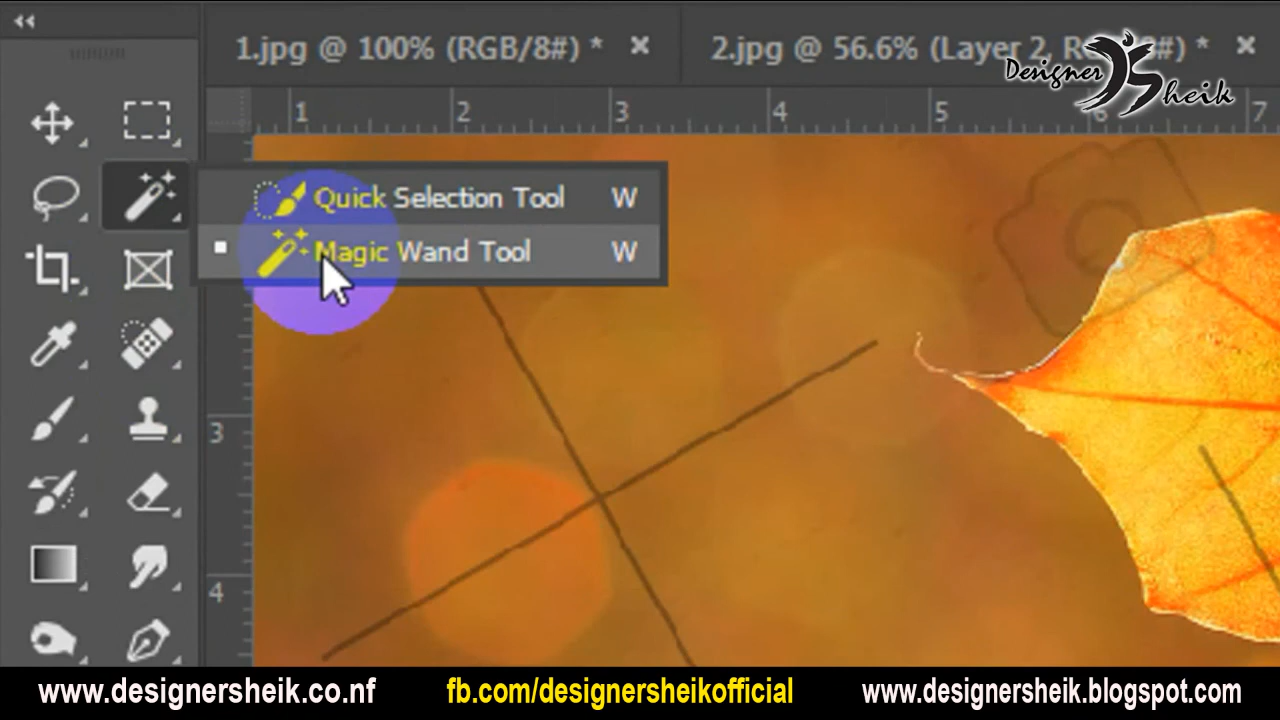 1.jpg @ 100% (RGB/8#) *
2.jpg @ 56.6% (Layer 2, 8#) *
Designer Sheik
1 2 3 4 5 6 7
Quick Selection Tool W
Magic Wand Tool W
3
4
www.designersheik.co.nf
fb.com/designersheikofficial
www.designersheik.blogspot.com